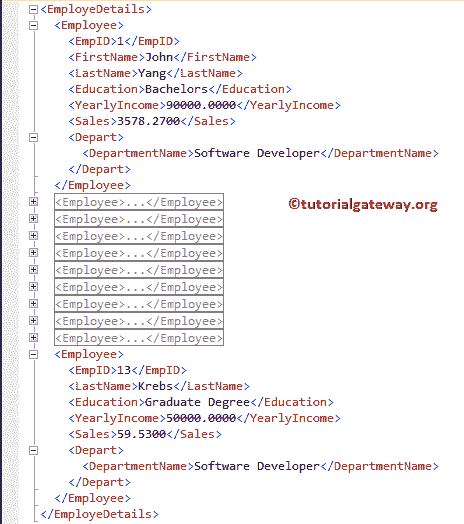 <EmployeDetails>
<Employee>
<EmpID>1</EmpID>
<FirstName>John</FirstName>
<LastName>Yang</LastName>
<Education>Bachelors</Education>
<YearlyIncome>90000.0000</YearlyIncome>
<Sales>3578.2700</Sales>
<Depart>
<DepartmentName>Software Developer</DepartmentName>
</Depart>
</Employee>
<Employee>...</Employee> ©tutorialgateway.org
<Employee>...</Employee>
<Employee>...</Employee>
<Employee>...</Employee>
<Employee>...</Employee>
<Employee>...</Employee>
<Employee>...</Employee>
<Employee>...</Employee>
<Employee>...</Employee>
<Employee>
<EmpID>13</EmpID>
<LastName>Krebs</LastName>
<Education>Graduate Degree</Education>
<YearlyIncome>50000.0000</YearlyIncome>
<Sales>59.5300</Sales>
<Depart>
<DepartmentName>Software Developer</DepartmentName>
</Depart>
</Employee>
</EmployeDetails>